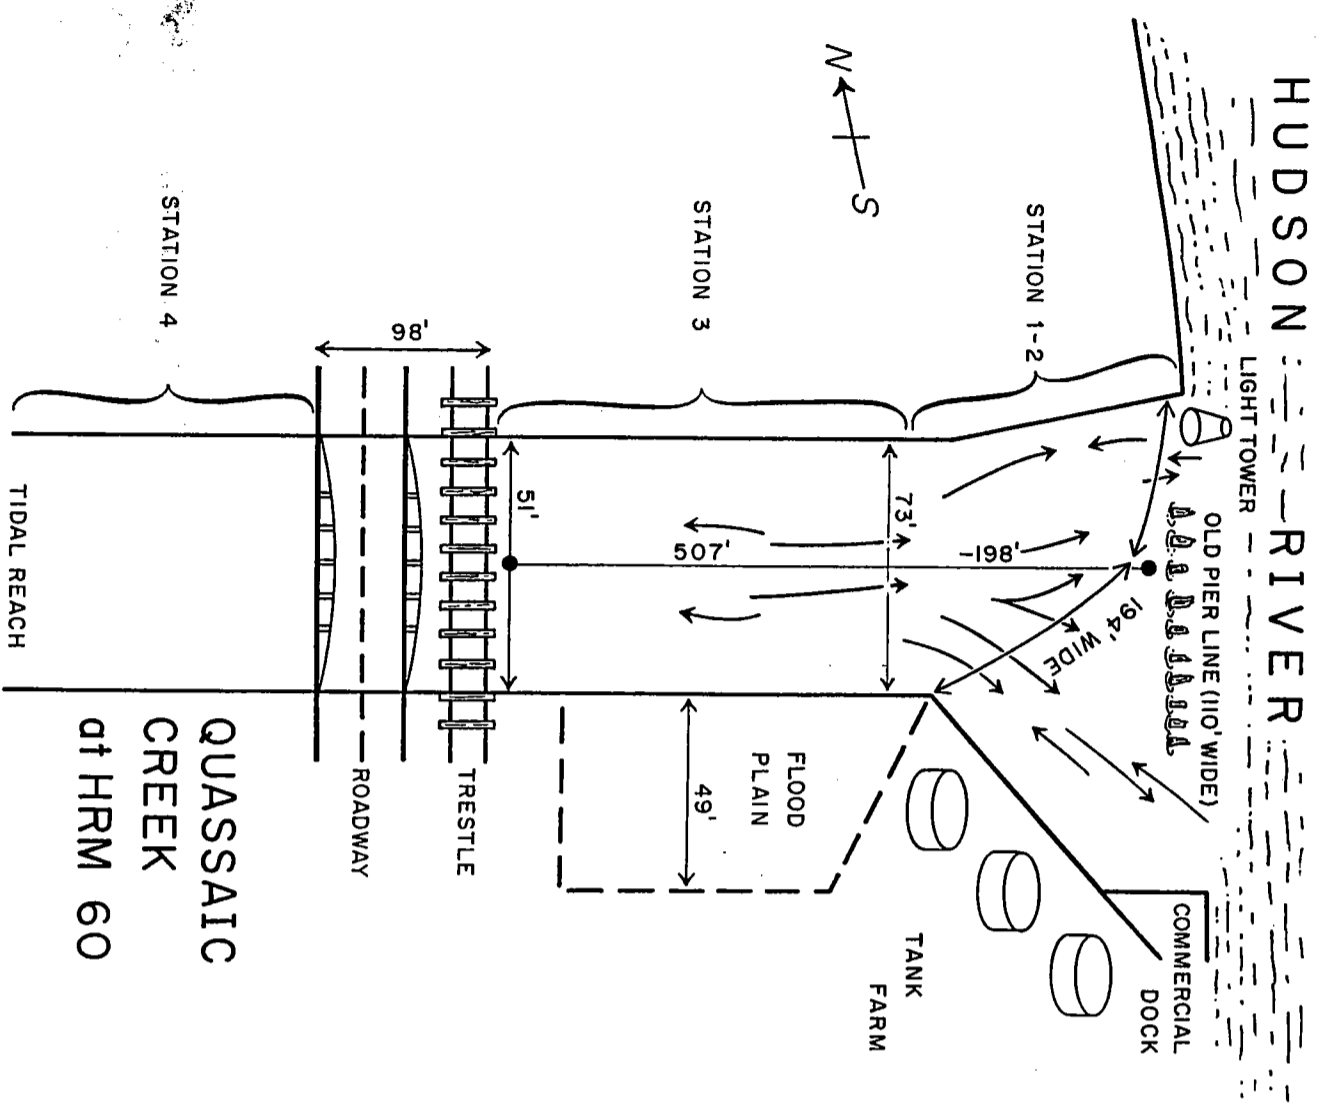 HUDSON RIVER
LIGHT TOWER
OLD PIER LINE (110' WIDE)
COMMERCIAL
DOCK
N
S
STATION 1-2
STATION 3
STATION 4
98'
51'
73'
507'
-198'
194' WIDE
49'
FLOOD
PLAIN
TANK
FARM
TRESTLE
ROADWAY
TIDAL REACH
QUASSAIC
CREEK
at HRM 60